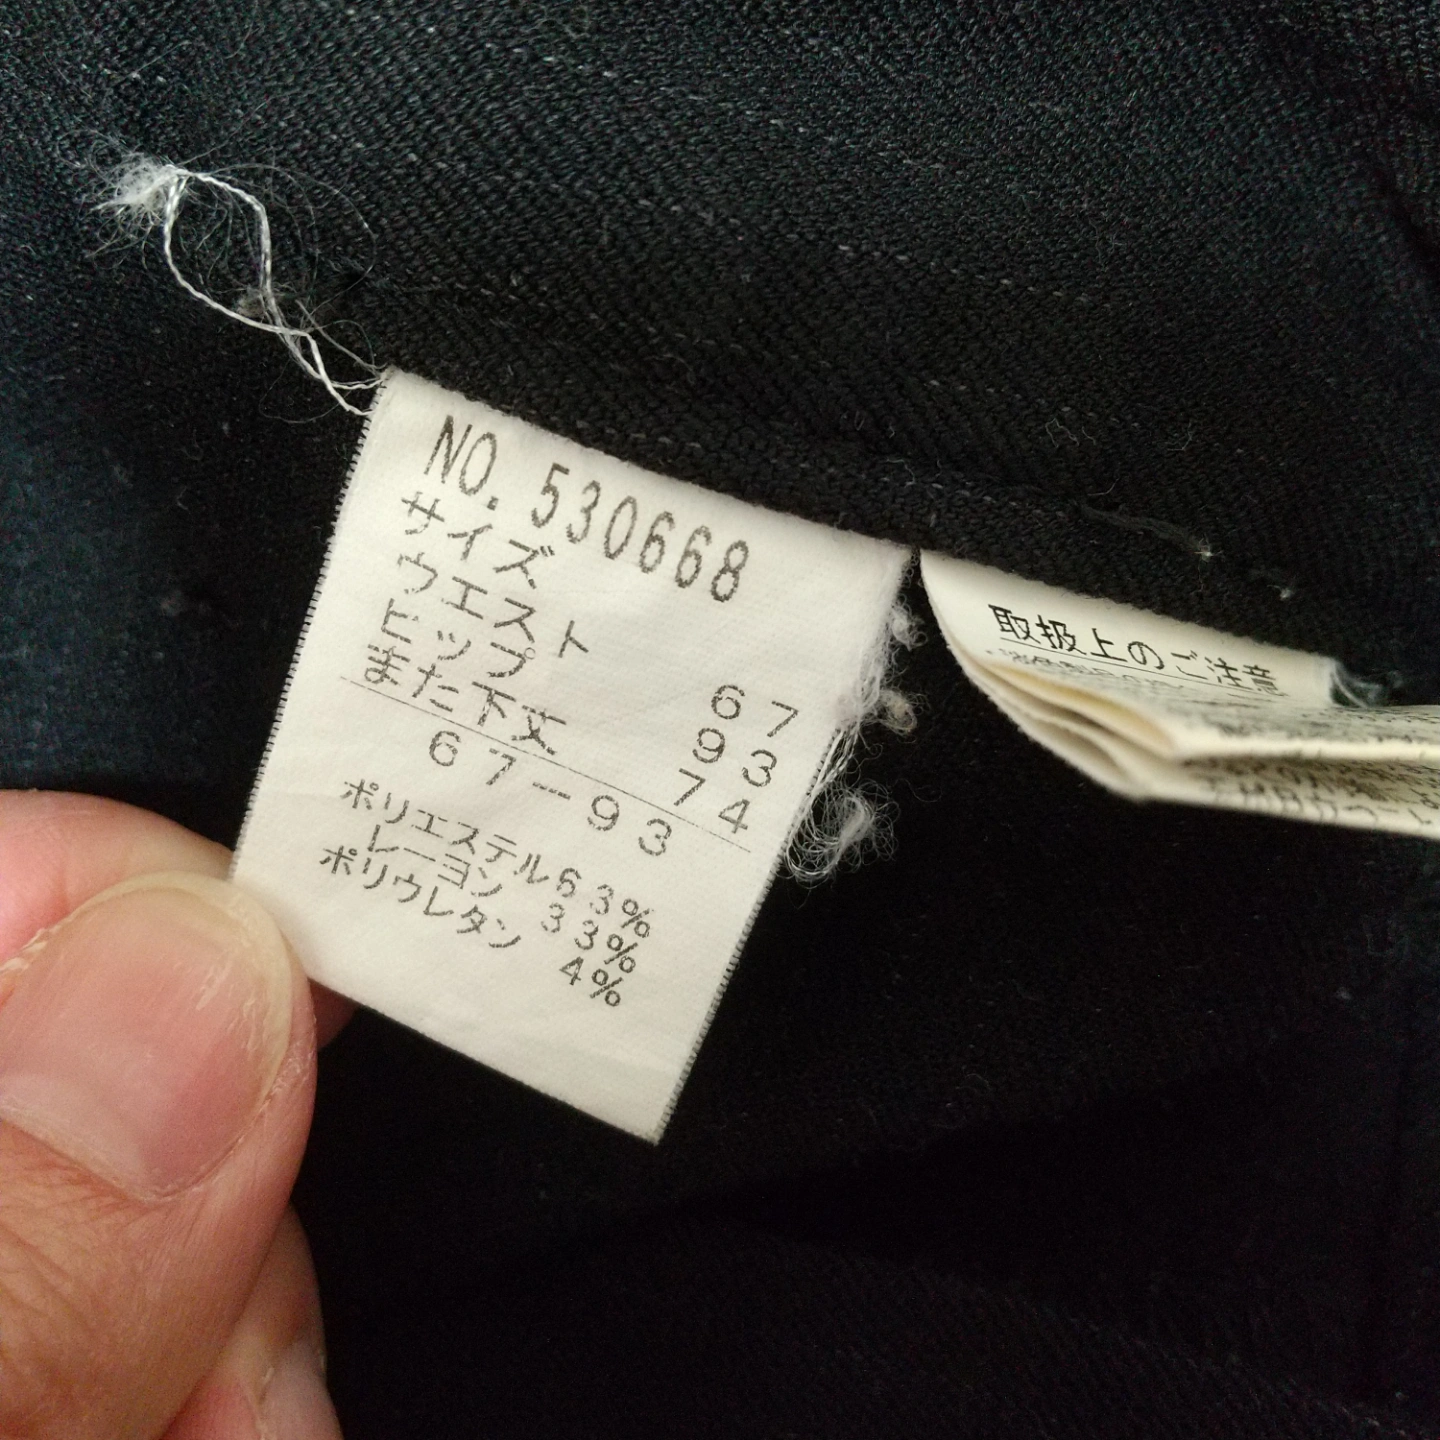 NO. 530668
サイズ
ウエスト 67
ヒップ 93
また下丈 74
67-93
ポリエステル63%
レーヨン 33%
ポリウレタン 4%
取扱上のご注意